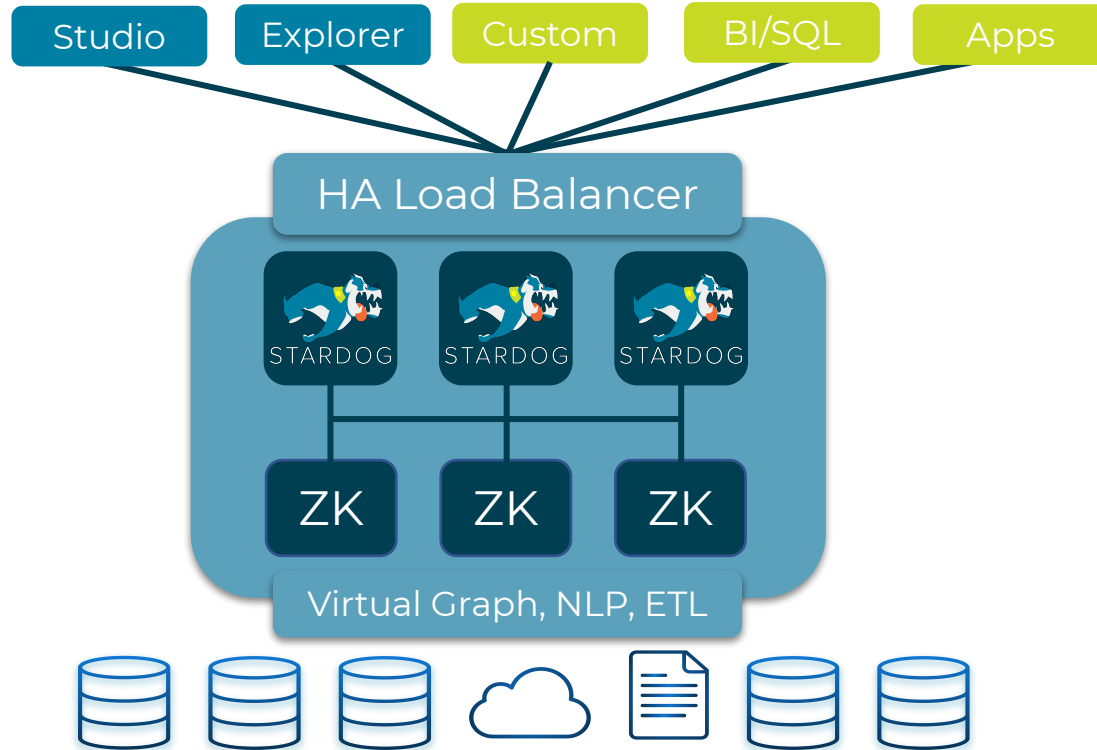 Studio
Explorer
Custom
BI/SQL
Apps
HA Load Balancer
STARDOG
STARDOG
STARDOG
ZK
ZK
ZK
Virtual Graph, NLP, ETL